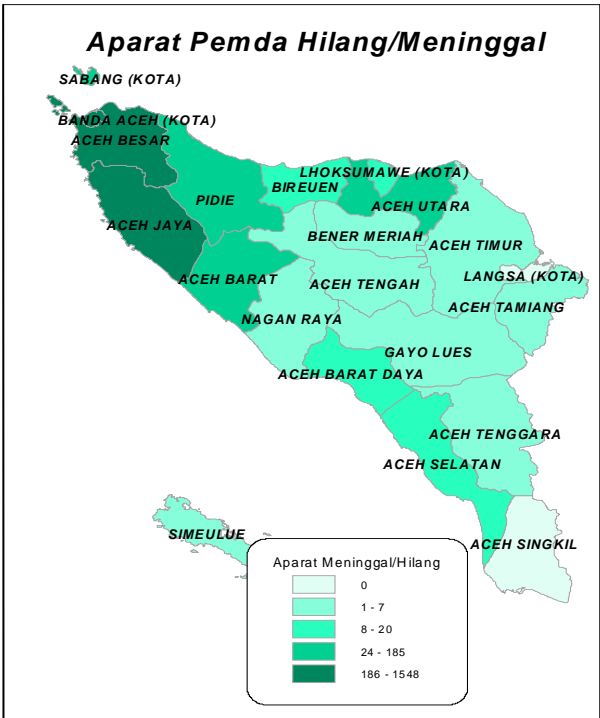 Aparat Pemda Hilang/Meninggal
SABANG (KOTA)
BANDA ACEH (KOTA)
ACEH BESAR
LHOKSUMAWE (KOTA)
BIREUEN
PIDIE
ACEH UTARA
ACEH JAYA
BENER MERIAH
ACEH TIMUR
ACEH BARAT
ACEH TENGAH
LANGSA (KOTA)
ACEH TAMIANG
NAGAN RAYA
GAYO LUES
ACEH BARAT DAYA
ACEH TENGGARA
ACEH SELATAN
SIMEULUE
ACEH SINGKIL
Aparat Meninggal/Hilang
0
1 - 7
8 - 20
24 - 185
186 - 1548